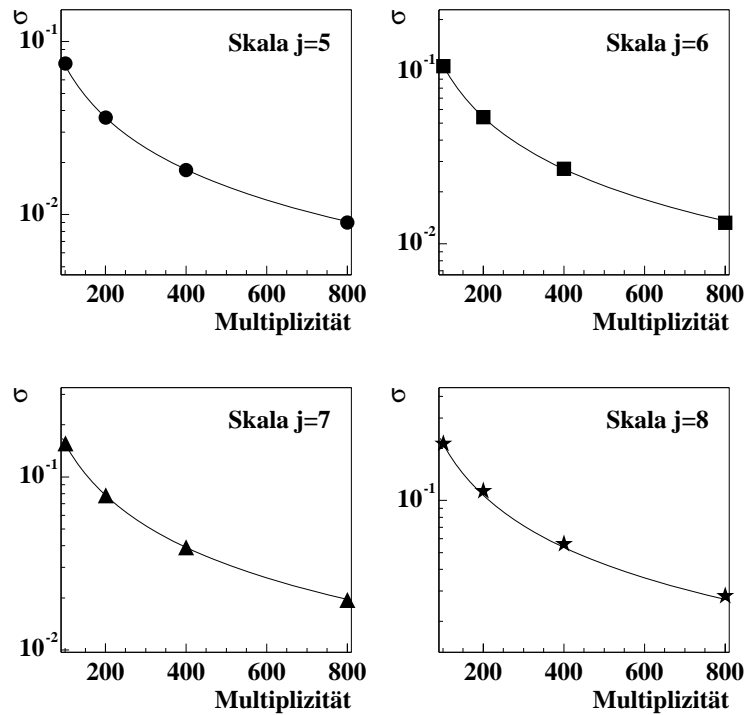 σ
Skala j=5
10⁻¹
10⁻²
200 400 600 800
Multiplizität
σ
Skala j=6
10⁻¹
10⁻²
200 400 600 800
Multiplizität
σ
Skala j=7
10⁻¹
10⁻²
200 400 600 800
Multiplizität
σ
Skala j=8
10⁻¹
200 400 600 800
Multiplizität